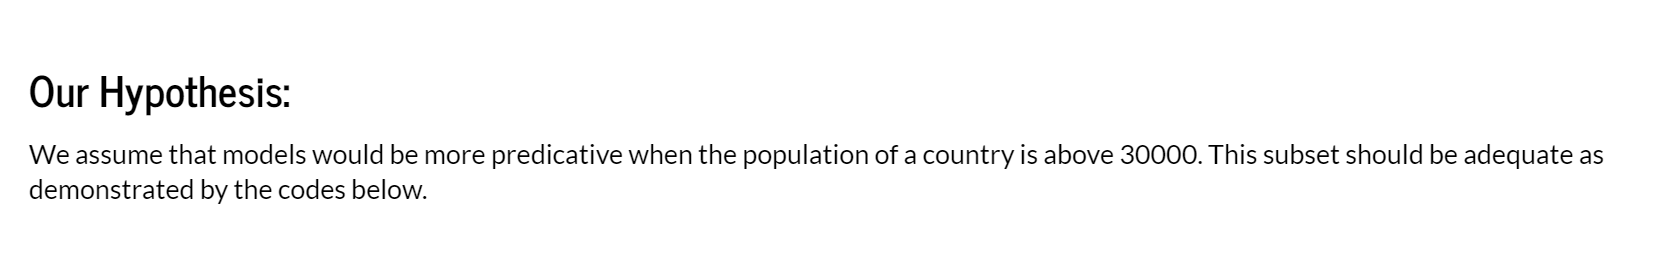 Our Hypothesis:
We assume that models would be more predicative when the population of a country is above 30000. This subset should be adequate as
demonstrated by the codes below.